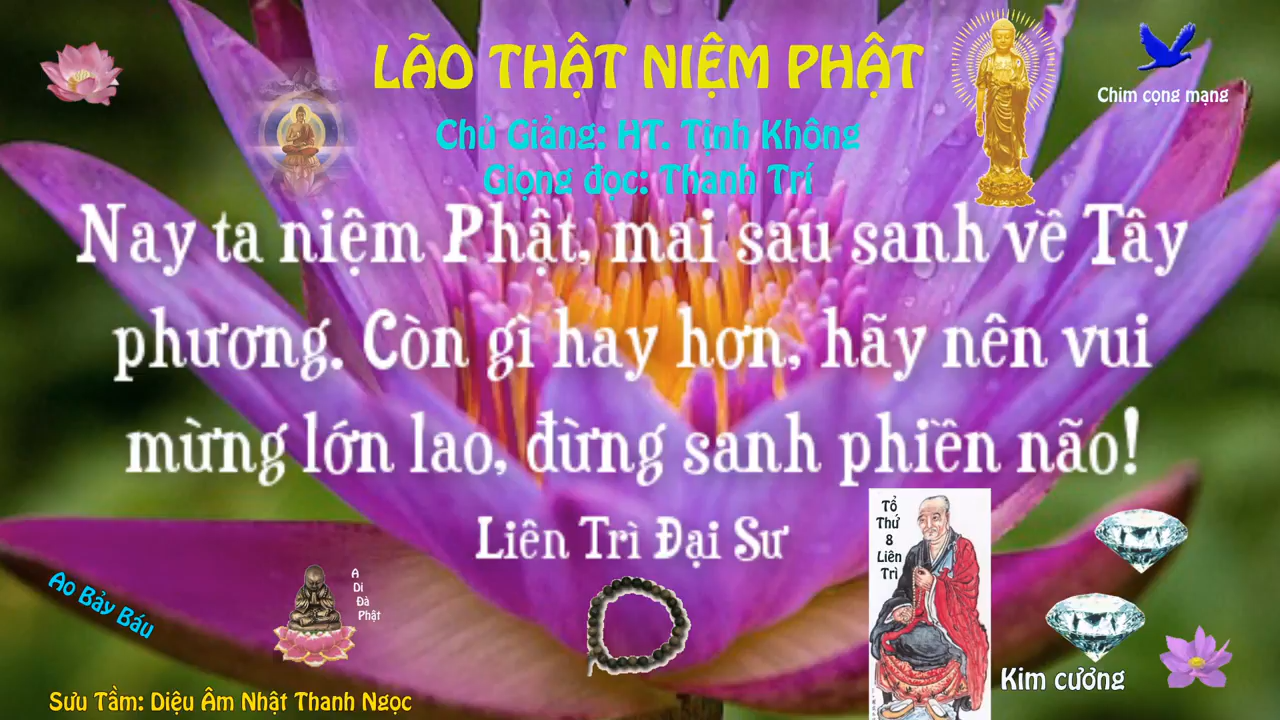 LÃO THẬT NIỆM PHẬT
Chim cọng mạng
Chủ Giảng: HT. Tịnh Không
Giọng đọc: Thanh Trí
Nay ta niệm Phật, mai sau sanh về Tây
phương. Còn gì hay hơn, hãy nên vui
mừng lớn lao, đừng sanh phiền não!
Liên Trì Đại Sư
Tổ
Thứ
8
Liên
Trì
Ao Bảy Báu
A
Di
Đà
Phật
Kim cưởng
Sưu Tầm: Diệu Âm Nhật Thanh Ngọc